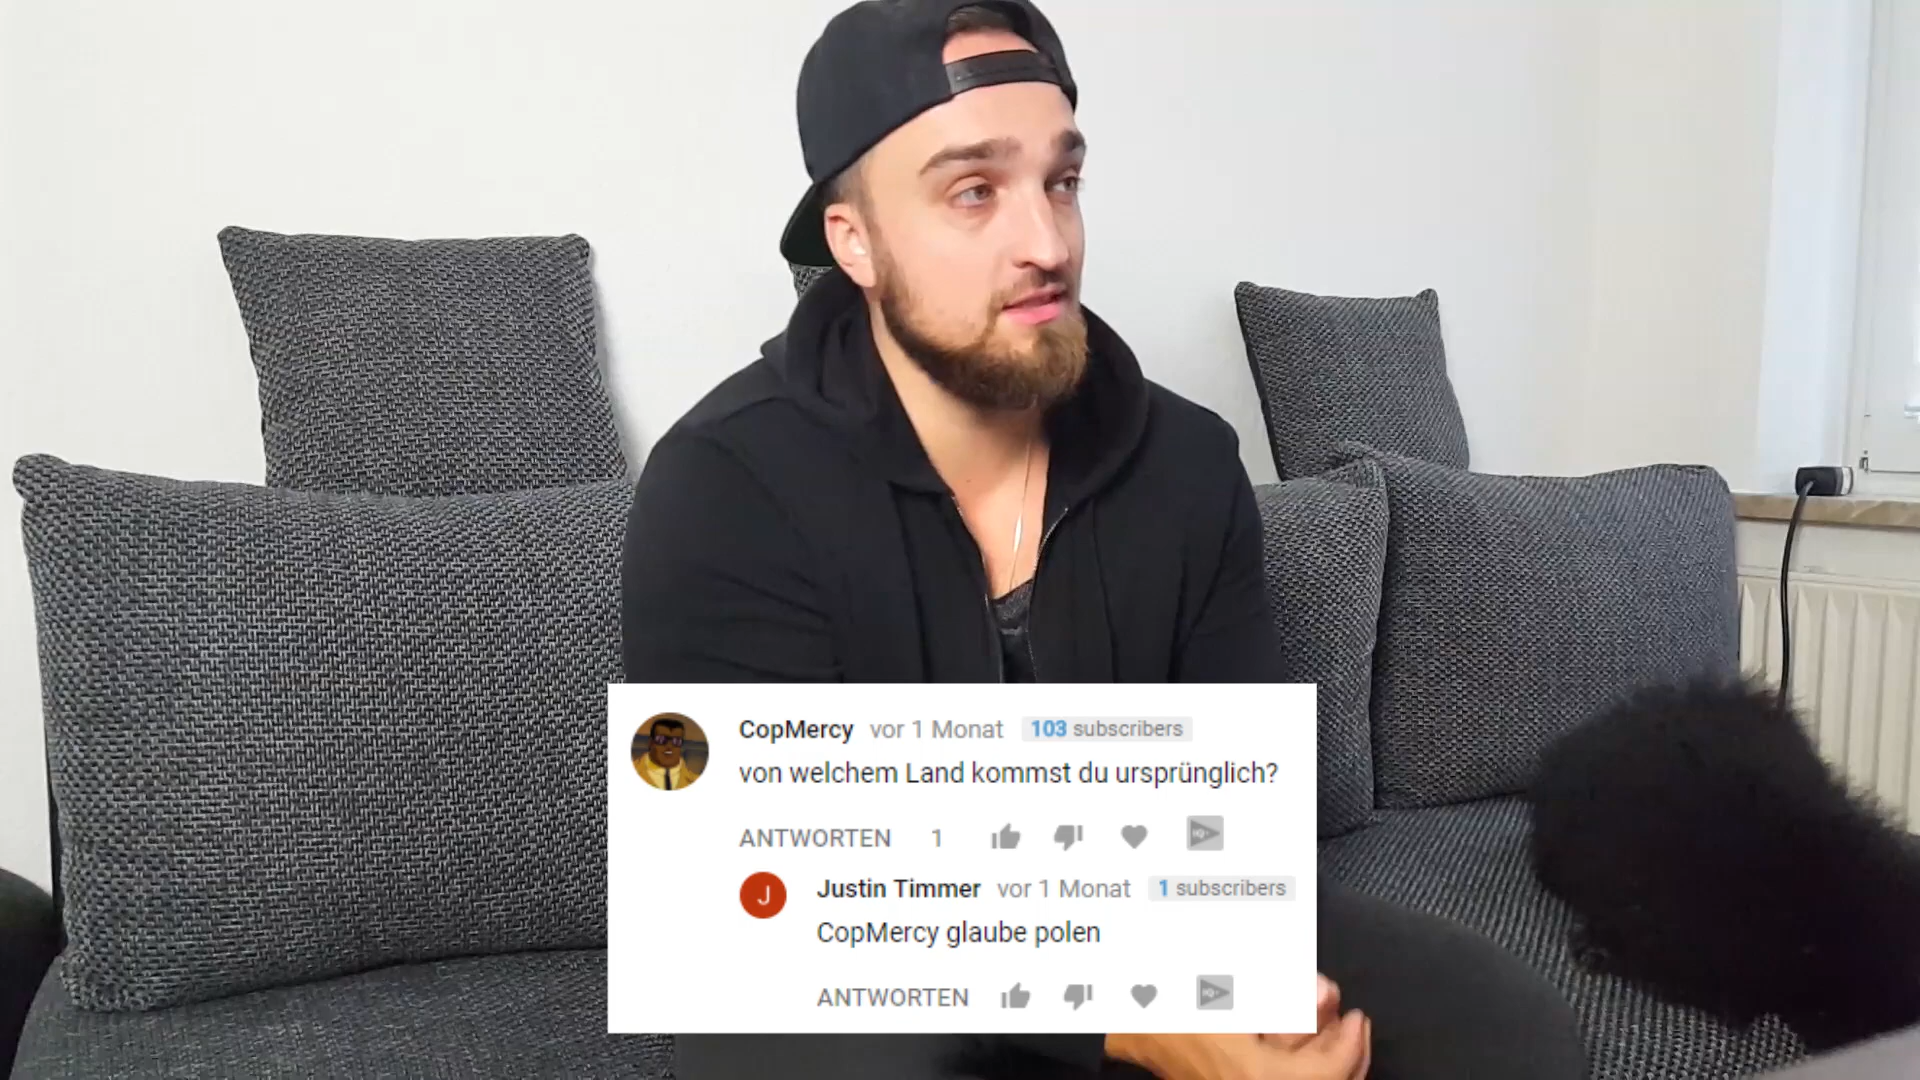 CopMercy vor 1 Monat 103 subscribers
von welchem Land kommst du ursprünglich?
ANTWORTEN 1
J Justin Timmer vor 1 Monat 1 subscribers
CopMercy glaube polen
ANTWORTEN